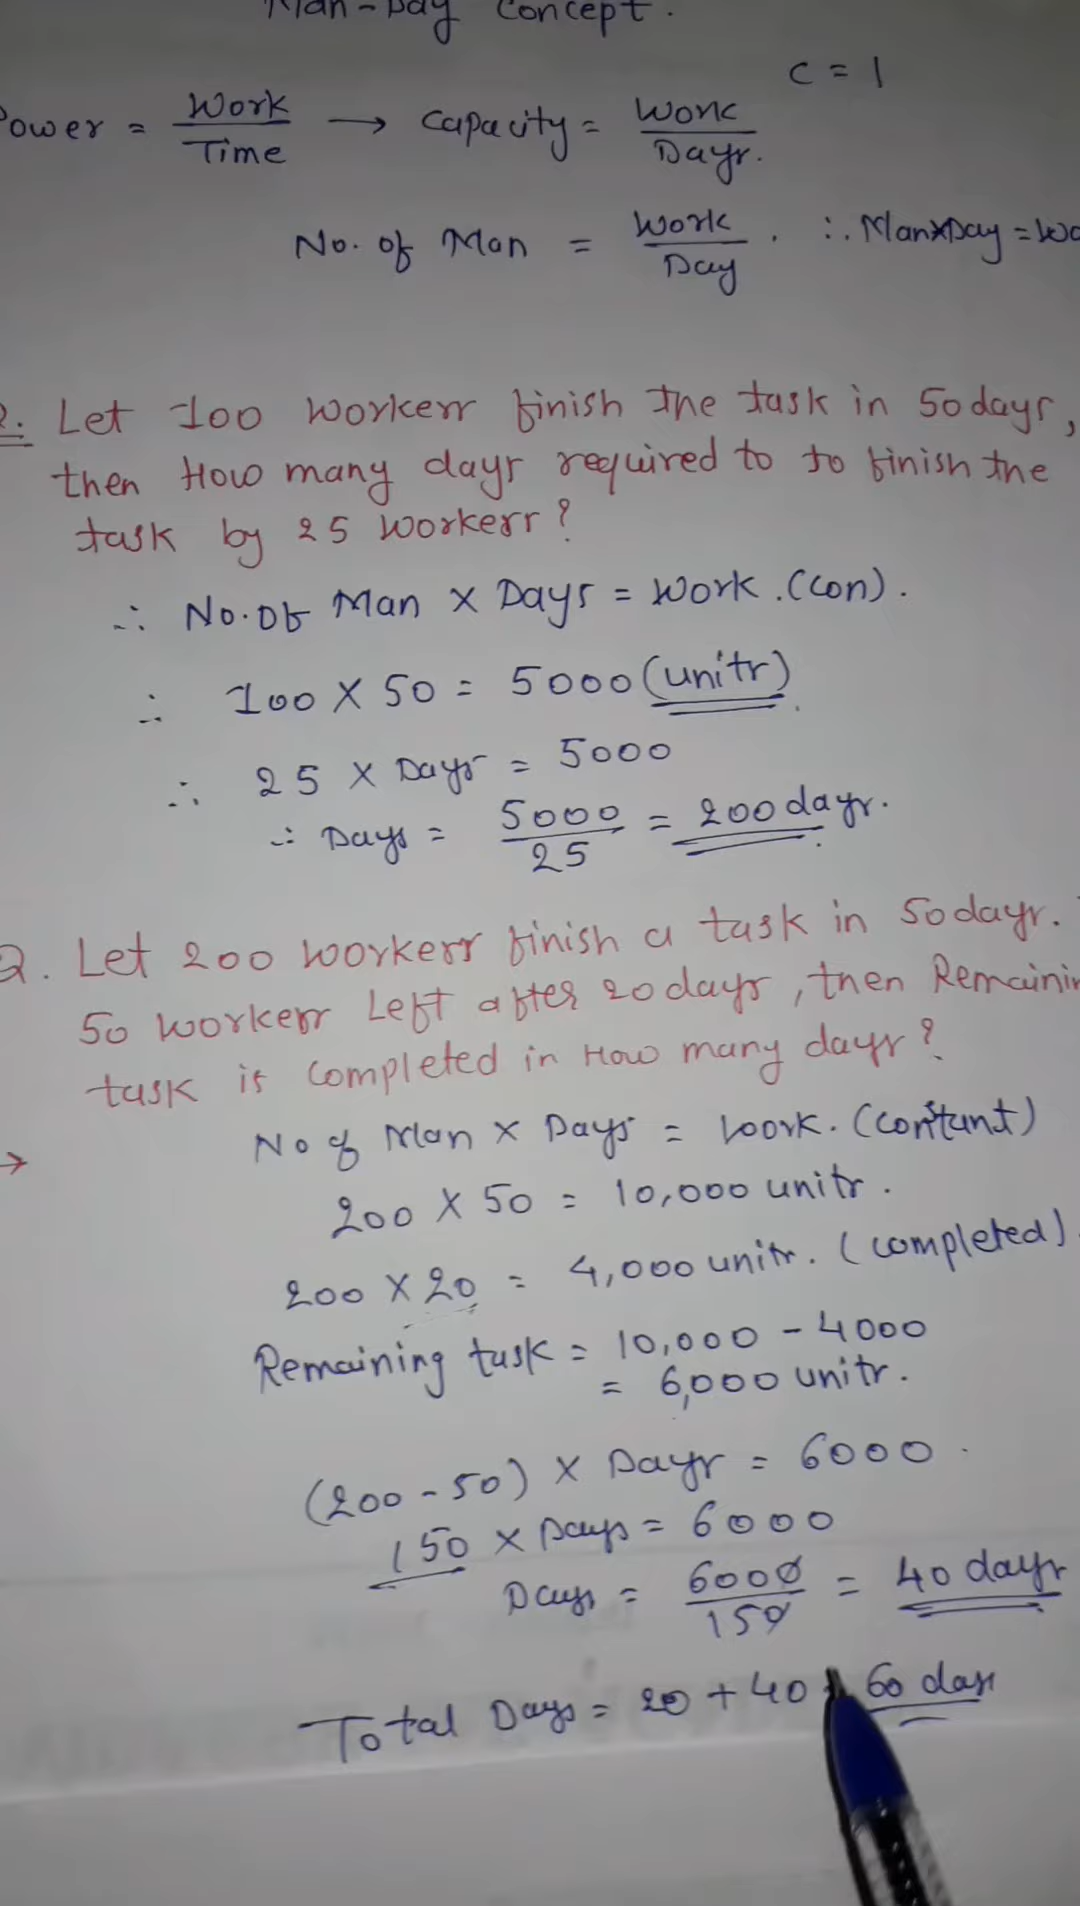 Man-Day Concept.
C = 1
Power = Work/Time → Capacity = Work/Days.
No. of Man = Work/Day . ∴ Man×Day = Wo
Q. Let 100 workers finish the task in 50 days,
then How many days required to to finish the
task by 25 workers?
∴ No. Of Man × Days = Work. (Con).
∴ 100 × 50 = 5000 (units)
∴ 25 × Days = 5000
∴ Days = 5000/25 = 200 days.
Q. Let 200 workers finish a task in 50 days.
50 workers Left after 20 days, then Remainin
task is completed in How many days?
→ No of Man × Days = Work. (constant)
200 × 50 = 10,000 units.
200 × 20 = 4,000 units. (completed)
Remaining task = 10,000 - 4000
= 6,000 units.
(200 - 50) × Days = 6000
150 × Days = 6000
Days = 6000/150 = 40 days
Total Days = 20 + 40 60 days